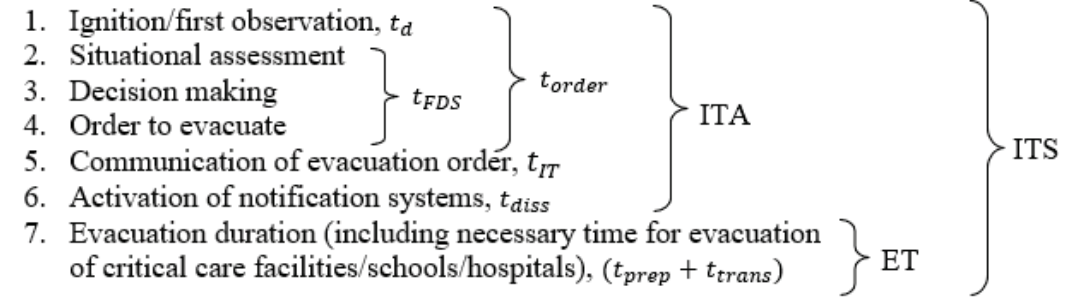 1. Ignition/first observation, t_d
2. Situational assessment
3. Decision making
4. Order to evacuate
t_FDS
t_order
5. Communication of evacuation order, t_IT
6. Activation of notification systems, t_diss
ITA
7. Evacuation duration (including necessary time for evacuation
of critical care facilities/schools/hospitals), (t_prep + t_trans)
ET
ITS